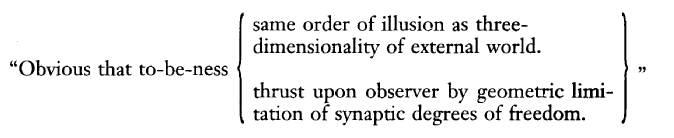 same order of illusion as three-
dimensionality of external world.
“Obvious that to-be-ness { } ”
thrust upon observer by geometric limi-
tation of synaptic degrees of freedom.